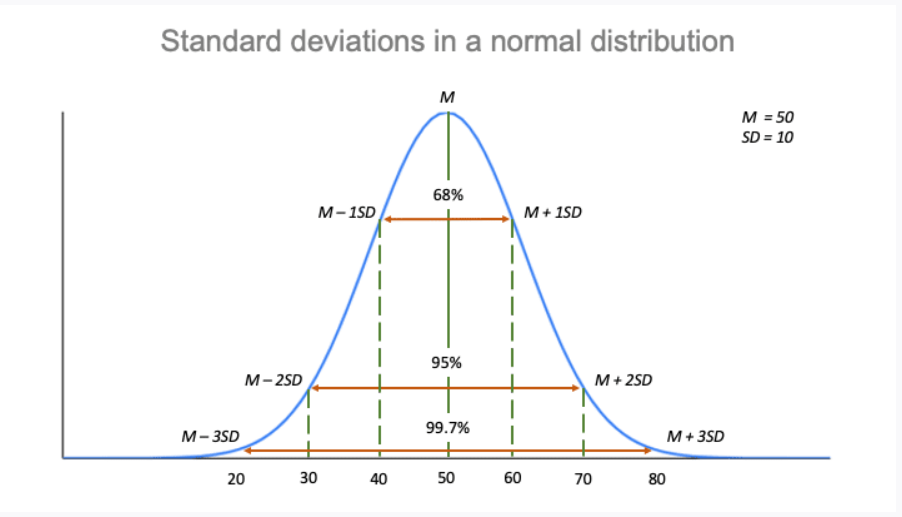 Standard deviations in a normal distribution
M
M = 50
SD = 10
68%
M – 1SD
M + 1SD
95%
M – 2SD
M + 2SD
99.7%
M – 3SD
M + 3SD
20 30 40 50 60 70 80